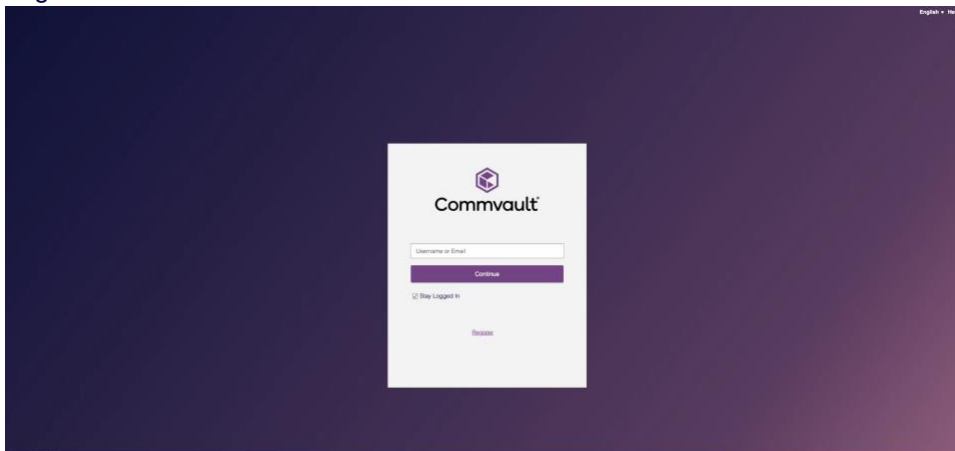 English
Commvault
Username or Email
Continue
Stay Logged In
Register